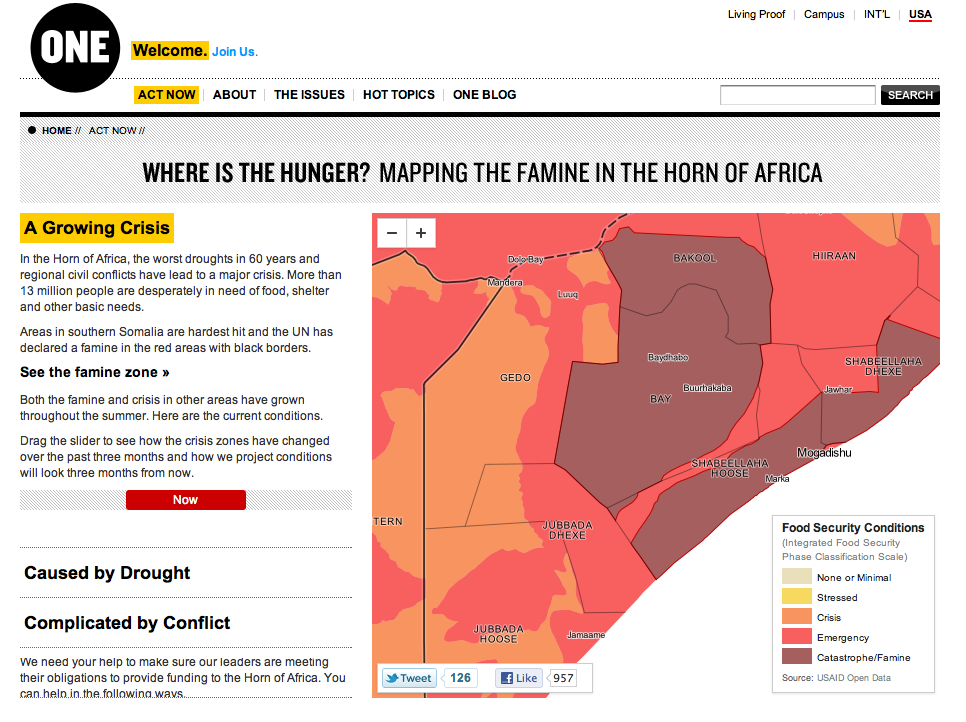 Living Proof
Campus
INT'L
USA
ONE
Welcome. Join Us.
ACT NOW
ABOUT
THE ISSUES
HOT TOPICS
ONE BLOG
SEARCH
HOME // ACT NOW //
WHERE IS THE HUNGER? MAPPING THE FAMINE IN THE HORN OF AFRICA
A Growing Crisis
In the Horn of Africa, the worst droughts in 60 years and
regional civil conflicts have lead to a major crisis. More than
13 million people are desperately in need of food, shelter
and other basic needs.
Areas in southern Somalia are hardest hit and the UN has
declared a famine in the red areas with black borders.
See the famine zone »
Both the famine and crisis in other areas have grown
throughout the summer. Here are the current conditions.
Drag the slider to see how the crisis zones have changed
over the past three months and how we project conditions
will look three months from now.
Now
Caused by Drought
Complicated by Conflict
We need your help to make sure our leaders are meeting
their obligations to provide funding to the Horn of Africa. You
can help in the following ways.
− +
Dolo Bay
BAKOOL
HIIRAAN
Mandera
Luuq
GEDO
Baydhabo
Buurhakaba
BAY
SHABEELLAHA
DHEXE
Jawhar
Mogadishu
SHABEELLAHA
HOOSE
Marka
TERN
JUBBADA
DHEXE
JUBBADA
HOOSE
Jamaame
Tweet 126
Like 957
Food Security Conditions
(Integrated Food Security
Phase Classification Scale)
None or Minimal
Stressed
Crisis
Emergency
Catastrophe/Famine
Source: USAID Open Data